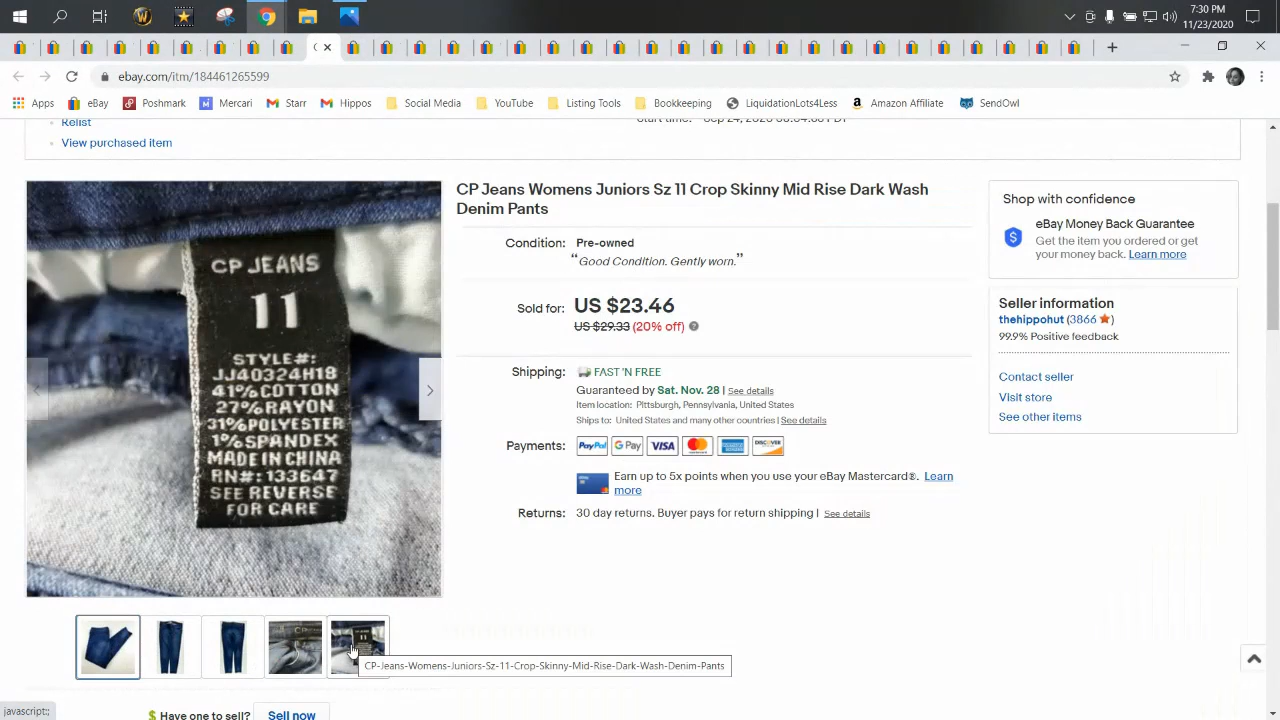 7:30 PM
11/23/2020
ebay.com/itm/184461265599
Apps eBay Poshmark Mercari Starr Hippos Social Media YouTube Listing Tools Bookkeeping LiquidationLots4Less Amazon Affiliate SendOwl
Relist
View purchased item
CP Jeans Womens Juniors Sz 11 Crop Skinny Mid Rise Dark Wash
Denim Pants
Condition: Pre-owned
“Good Condition. Gently worn.”
Sold for: US $23.46
US $29.33 (20% off)
Shipping: FAST 'N FREE
Guaranteed by Sat. Nov. 28 | See details
Item location: Pittsburgh, Pennsylvania, United States
Ships to: United States and many other countries | See details
Payments: PayPal G Pay VISA MasterCard DISCOVER
Earn up to 5x points when you use your eBay Mastercard®. Learn
more
Returns: 30 day returns. Buyer pays for return shipping | See details
Shop with confidence
eBay Money Back Guarantee
Get the item you ordered or get
your money back. Learn more
Seller information
thehippohut (3866)
99.9% Positive feedback
Contact seller
Visit store
See other items
CP JEANS
11
STYLE#:
JJ40324H18
41% COTTON
27% RAYON
31% POLYESTER
1% SPANDEX
MADE IN CHINA
RN#: 133647
SEE REVERSE
FOR CARE
CP-Jeans-Womens-Juniors-Sz-11-Crop-Skinny-Mid-Rise-Dark-Wash-Denim-Pants
javascript:;
Have one to sell? Sell now